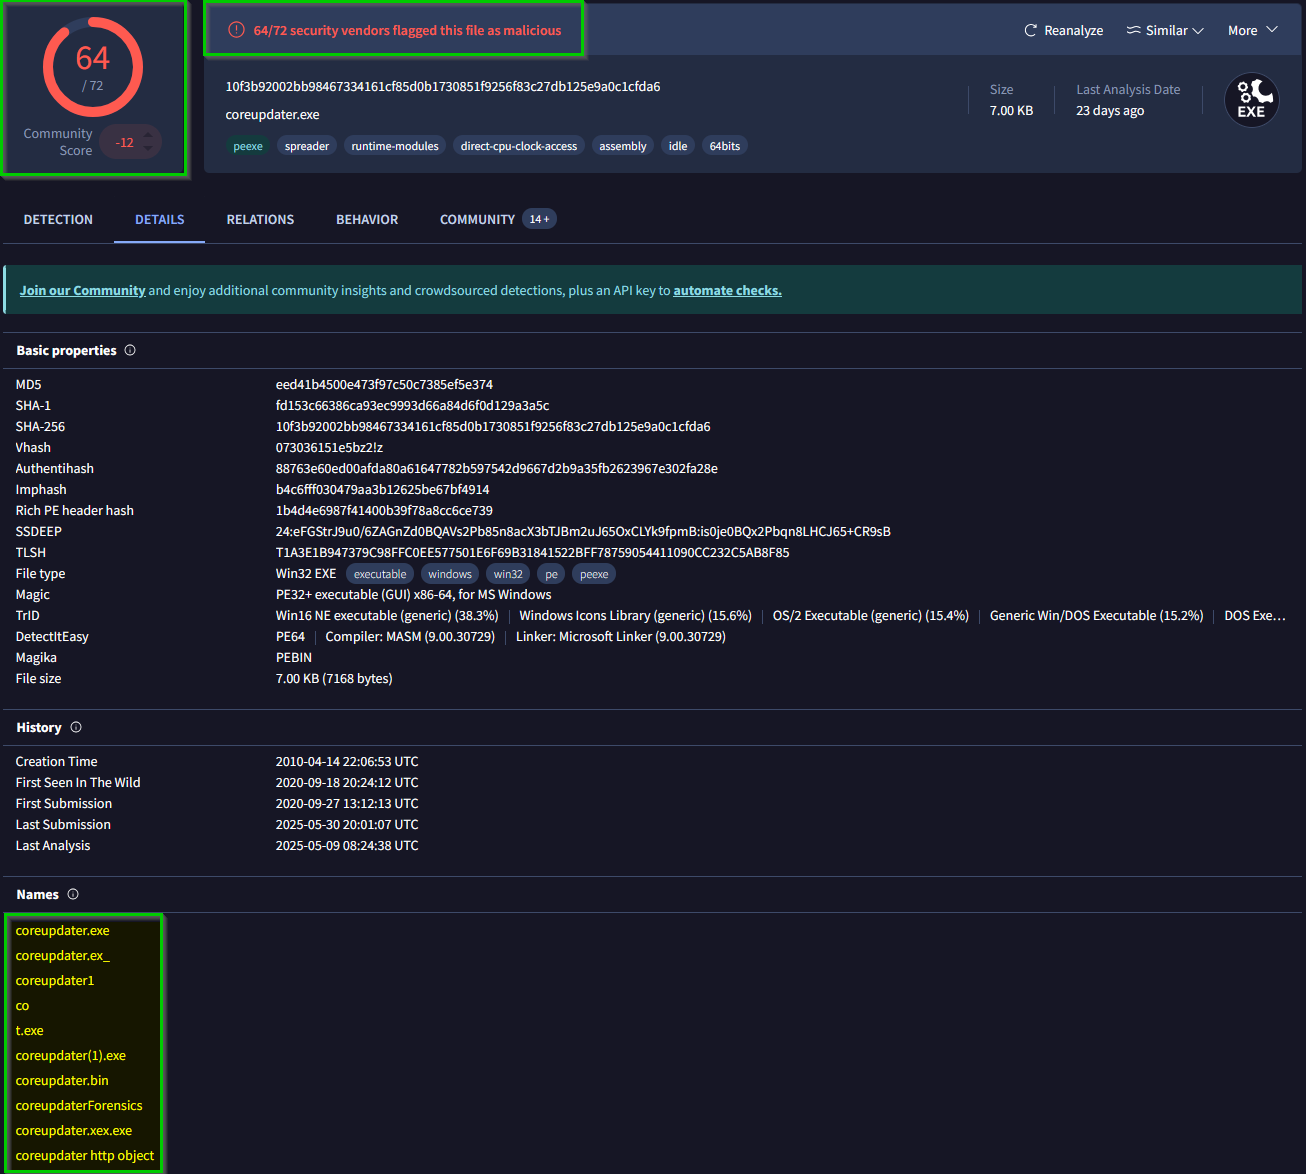 64
/ 72
Community
Score
-12
64/72 security vendors flagged this file as malicious
Reanalyze
Similar
More
10f3b92002bb98467334161cf85d0b1730851f9256f83c27db125e9a0c1cfda6
coreupdater.exe
peexe spreader runtime-modules direct-cpu-clock-access assembly idle 64bits
Size
7.00 KB
Last Analysis Date
23 days ago
EXE
DETECTION DETAILS RELATIONS BEHAVIOR COMMUNITY 14+
Join our Community and enjoy additional community insights and crowdsourced detections, plus an API key to automate checks.
Basic properties
MD5 eed41b4500e473f97c50c7385ef5e374
SHA-1 fd153c66386ca93ec9993d66a84d6f0d129a3a5c
SHA-256 10f3b92002bb98467334161cf85d0b1730851f9256f83c27db125e9a0c1cfda6
Vhash 073036151e5bz2!z
Authentihash 88763e60ed00afda80a61647782b597542d9667d2b9a35fb2623967e302fa28e
Imphash b4c6fff030479aa3b12625be67bf4914
Rich PE header hash 1b4d4e6987f41400b39f78a8cc6ce739
SSDEEP 24:eFGStrJ9u0/6ZAGnZd0BQAVs2Pb85n8acX3bTJBm2uJ65OxCLYk9fpmB:is0je0BQx2Pbqn8LHCJ65+CR9sB
TLSH T1A3E1B947379C98FFC0EE577501E6F69B31841522BFF78759054411090CC232C5AB8F85
File type Win32 EXE executable windows win32 pe peexe
Magic PE32+ executable (GUI) x86-64, for MS Windows
TrID Win16 NE executable (generic) (38.3%) Windows Icons Library (generic) (15.6%) OS/2 Executable (generic) (15.4%) Generic Win/DOS Executable (15.2%) DOS Exe…
DetectItEasy PE64 Compiler: MASM (9.00.30729) Linker: Microsoft Linker (9.00.30729)
Magika PEBIN
File size 7.00 KB (7168 bytes)
History
Creation Time 2010-04-14 22:06:53 UTC
First Seen In The Wild 2020-09-18 20:24:12 UTC
First Submission 2020-09-27 13:12:13 UTC
Last Submission 2025-05-30 20:01:07 UTC
Last Analysis 2025-05-09 08:24:38 UTC
Names
coreupdater.exe
coreupdater.ex_
coreupdater1
co
t.exe
coreupdater(1).exe
coreupdater.bin
coreupdaterForensics
coreupdater.xex.exe
coreupdater http object